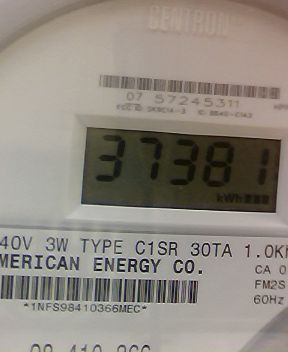 CENTRON
07 57245311
37381
kWh
40V 3W TYPE C1SR 30TA 1.0K
MERICAN ENERGY CO.
CA 0
FM2S
60Hz
*1NFS98410366MEC*